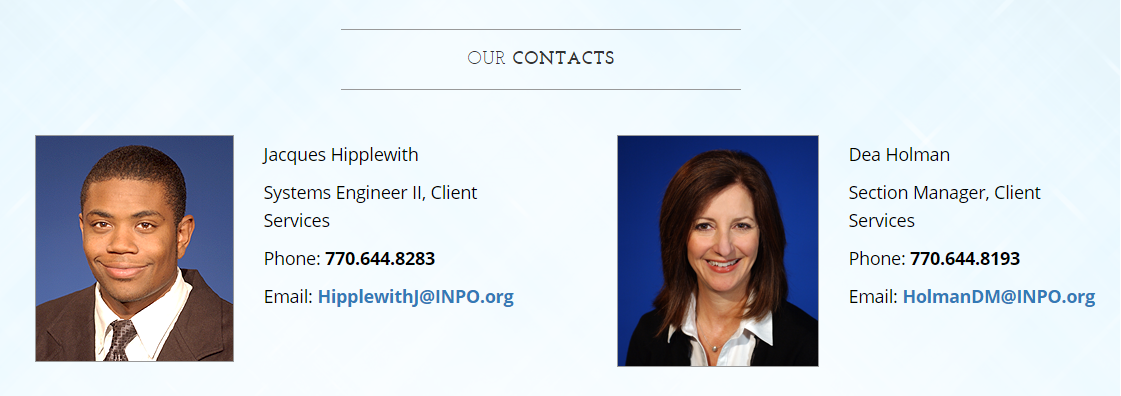 OUR CONTACTS
Jacques Hipplewith
Systems Engineer II, Client
Services
Phone: 770.644.8283
Email: HipplewithJ@INPO.org
Dea Holman
Section Manager, Client
Services
Phone: 770.644.8193
Email: HolmanDM@INPO.org